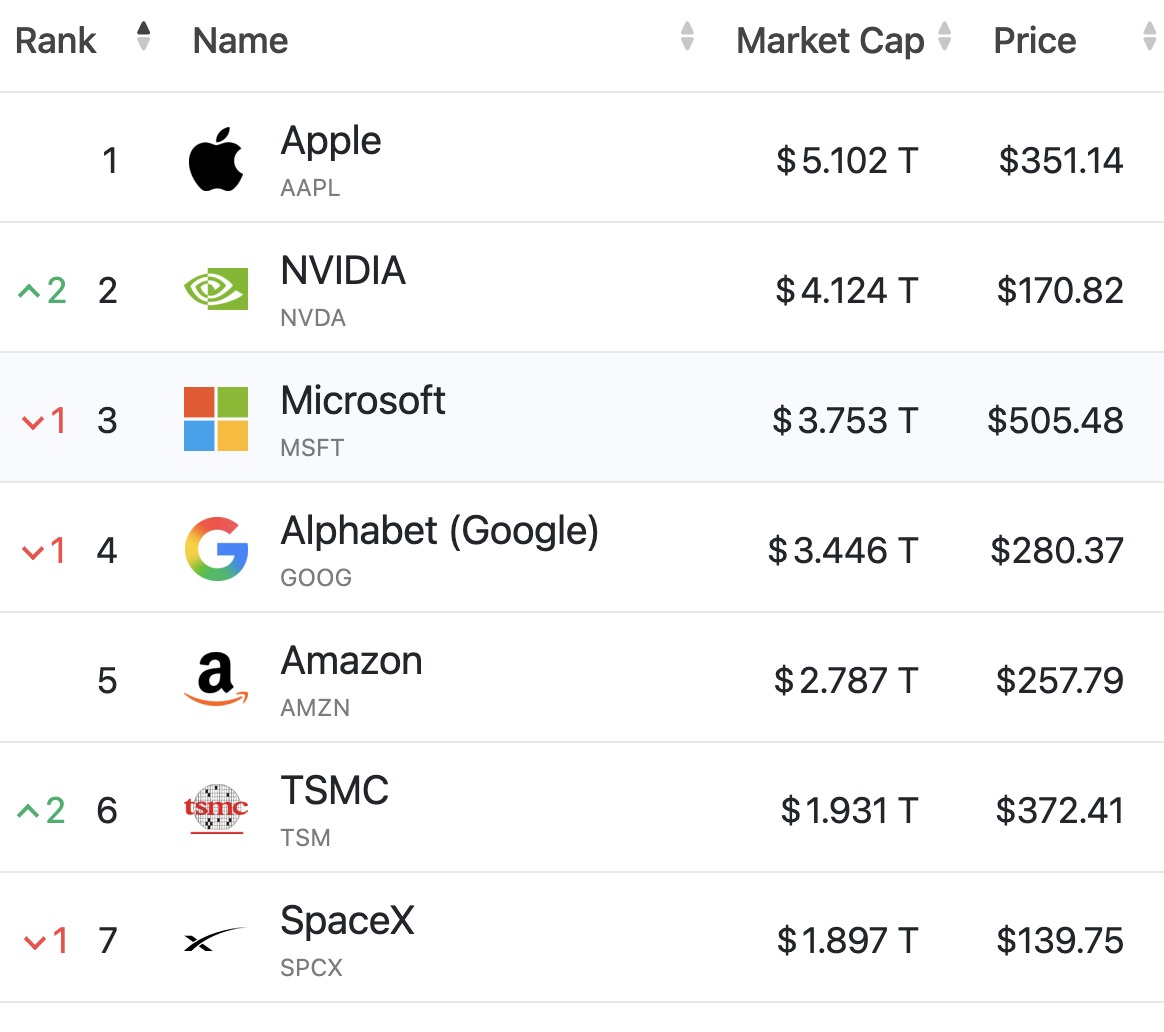 Rank Name Market Cap Price
1 Apple $5.102 T $351.14
AAPL
2 2 NVIDIA $4.124 T $170.82
NVDA
1 3 Microsoft $3.753 T $505.48
MSFT
1 4 Alphabet (Google) $3.446 T $280.37
GOOG
5 Amazon $2.787 T $257.79
AMZN
2 6 tsmc TSMC $1.931 T $372.41
TSM
1 7 SpaceX $1.897 T $139.75
SPCX